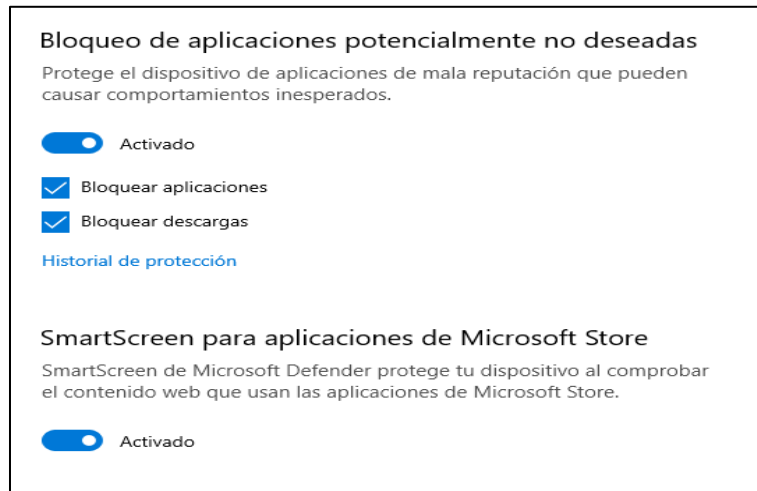 Bloqueo de aplicaciones potencialmente no deseadas
Protege el dispositivo de aplicaciones de mala reputación que pueden
causar comportamientos inesperados.
Activado
Bloquear aplicaciones
Bloquear descargas
Historial de protección
SmartScreen para aplicaciones de Microsoft Store
SmartScreen de Microsoft Defender protege tu dispositivo al comprobar
el contenido web que usan las aplicaciones de Microsoft Store.
Activado